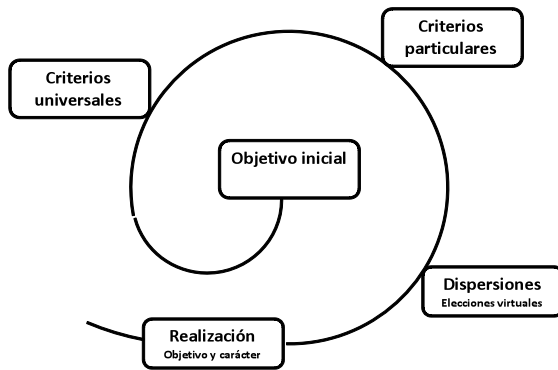 Criterios
particulares
Criterios
universales
Objetivo inicial
Dispersiones
Elecciones virtuales
Realización
Objetivo y carácter